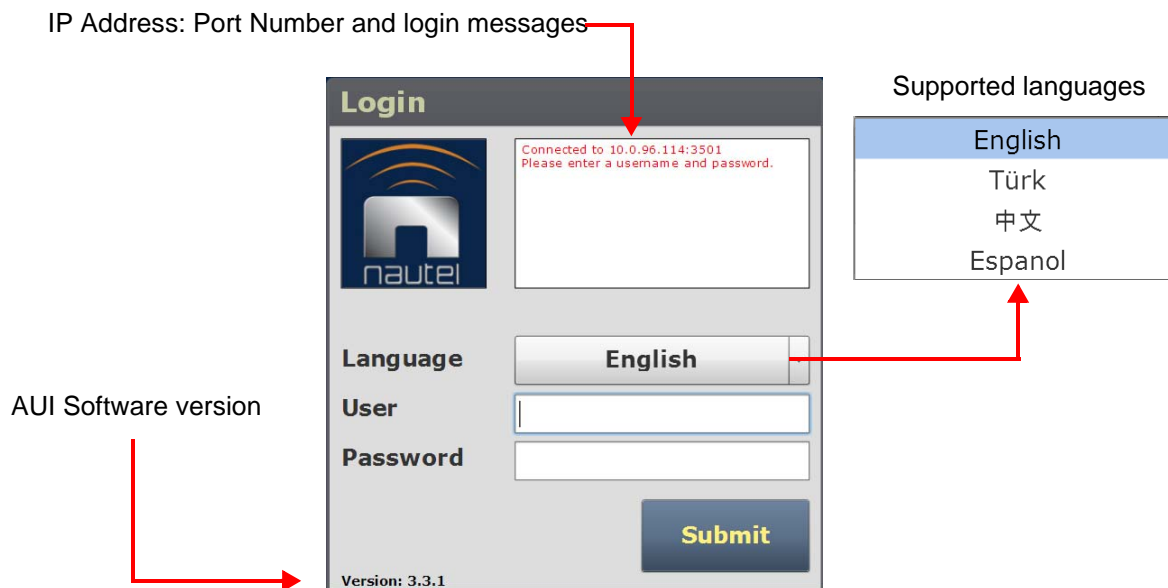 IP Address: Port Number and login messages
Login
Connected to 10.0.96.114:3501
Please enter a username and password.
nautel
Supported languages
English
Türk
中文
Espanol
Language
English
AUI Software version
User
Password
Submit
Version: 3.3.1